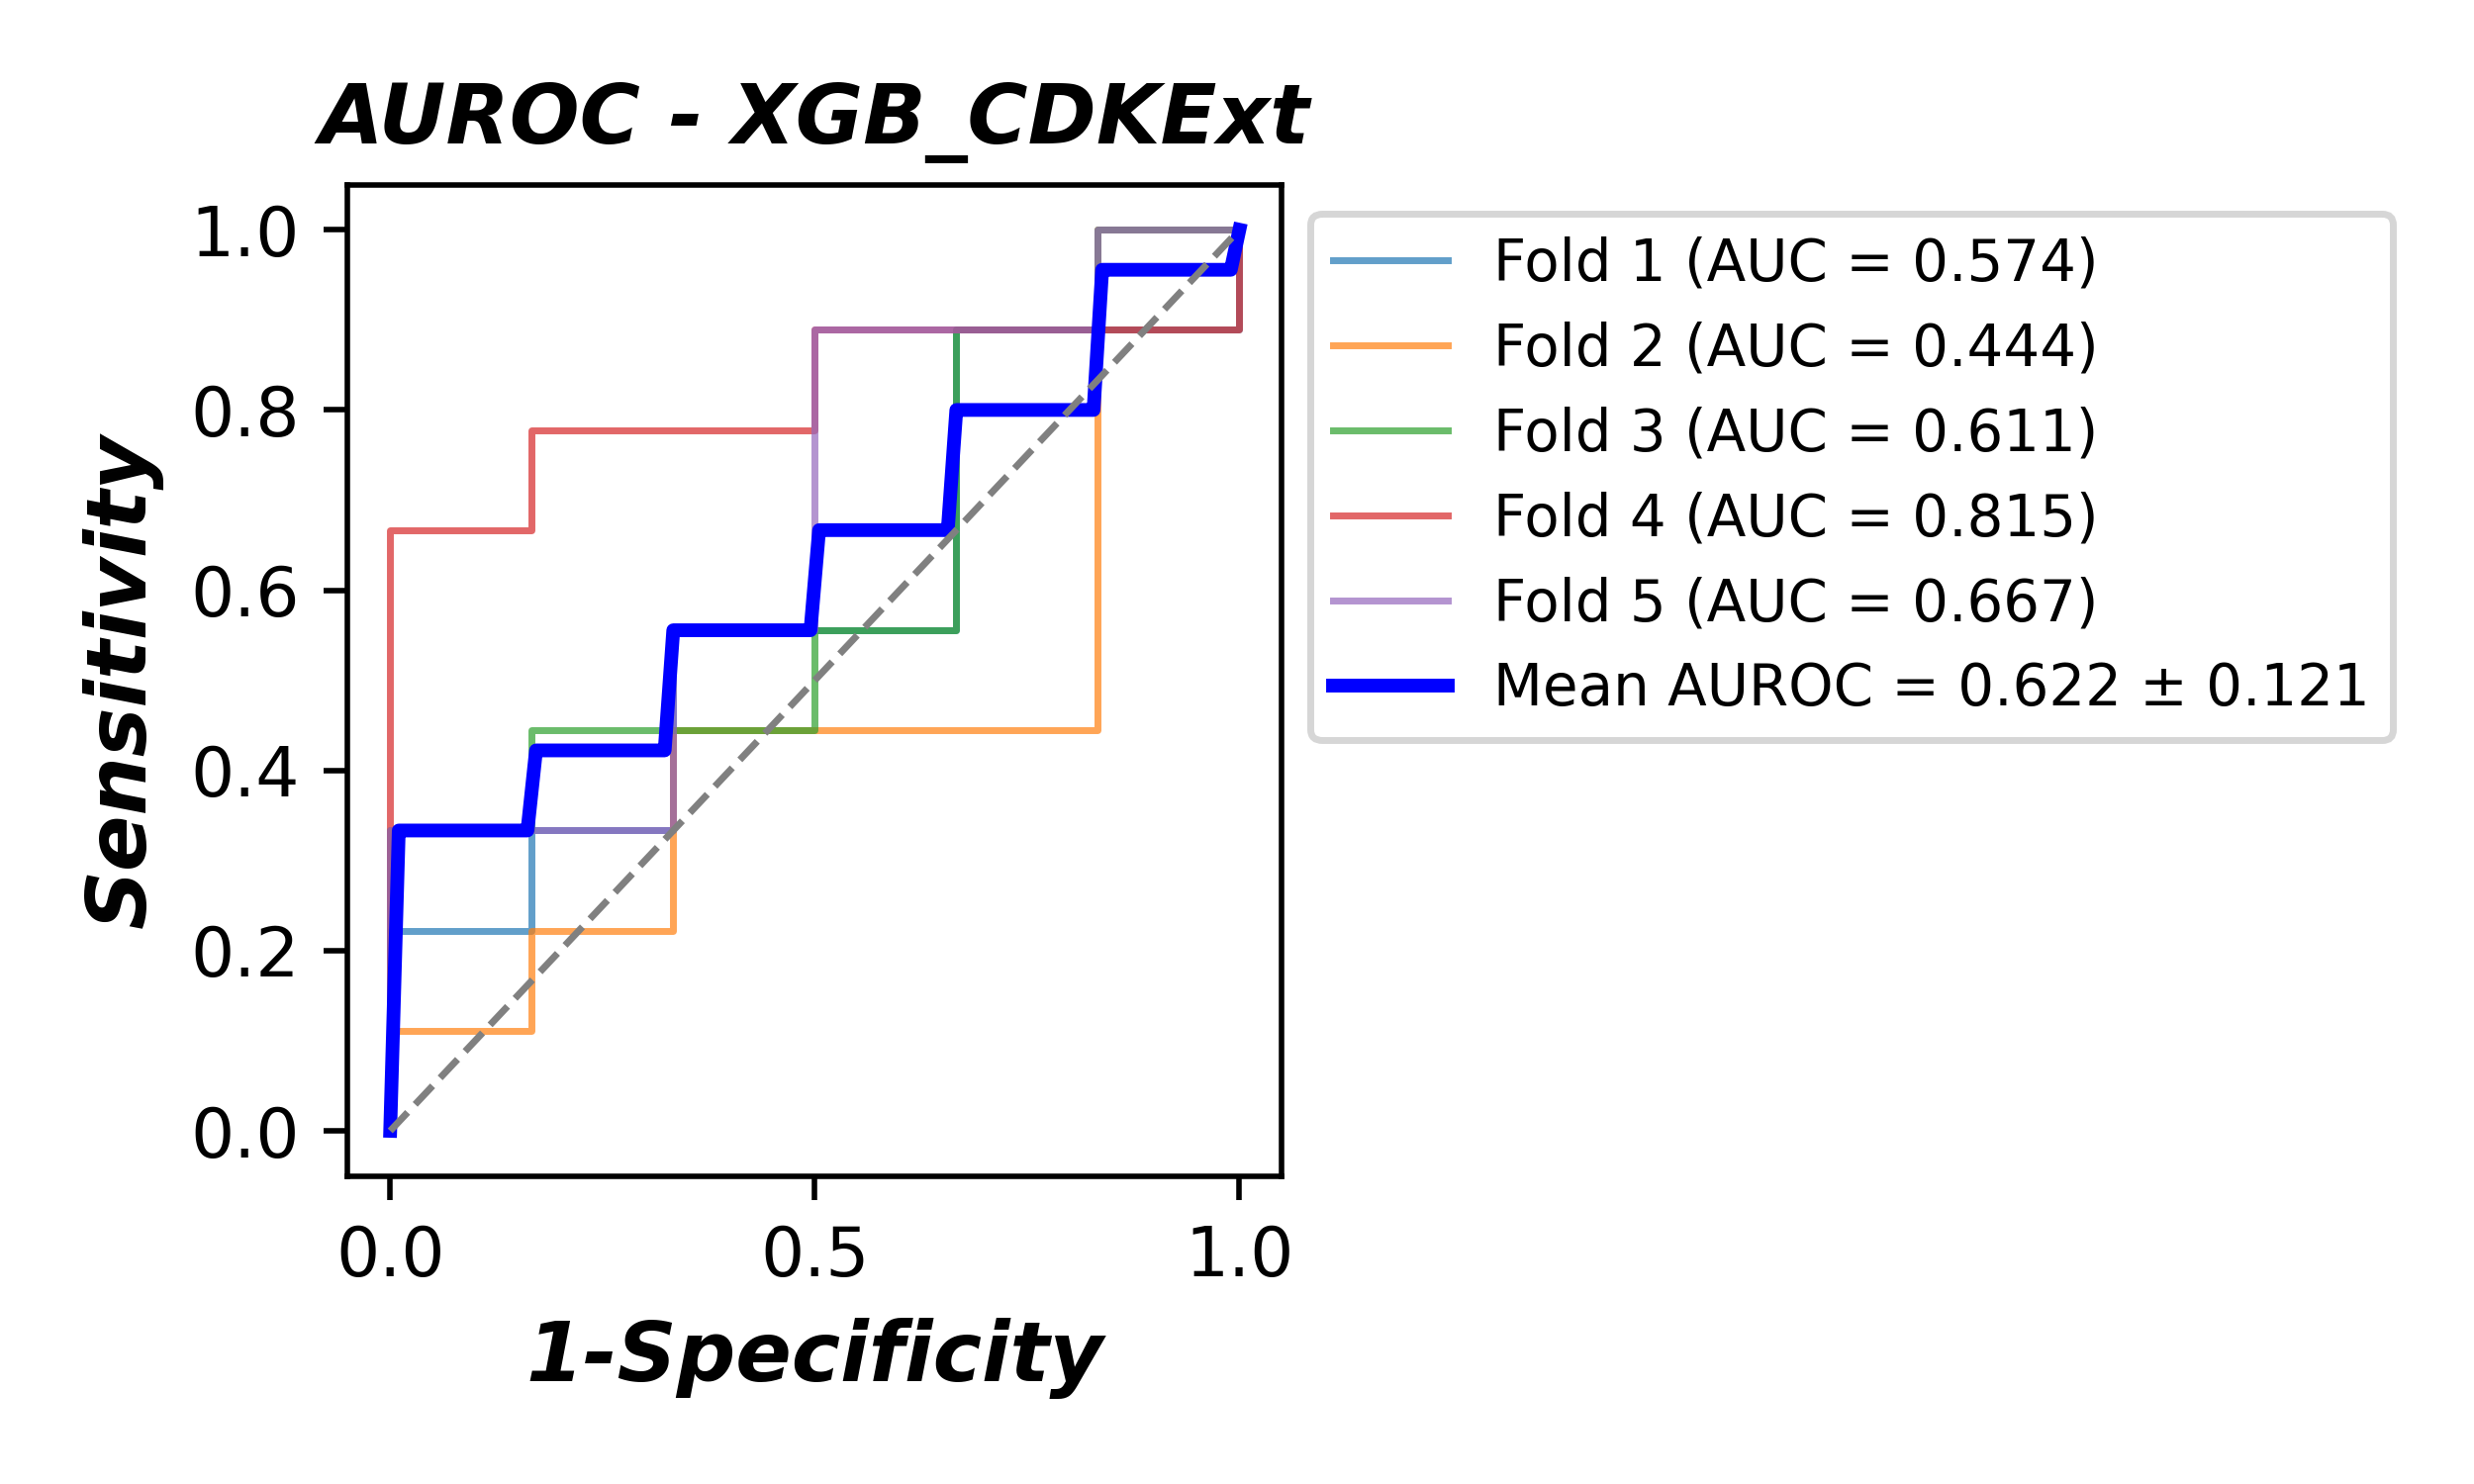 AUROC - XGB_CDKExt
Sensitivity
1.0
0.8
0.6
0.4
0.2
0.0
0.0 0.5 1.0
1-Specificity
Fold 1 (AUC = 0.574)
Fold 2 (AUC = 0.444)
Fold 3 (AUC = 0.611)
Fold 4 (AUC = 0.815)
Fold 5 (AUC = 0.667)
Mean AUROC = 0.622 ± 0.121